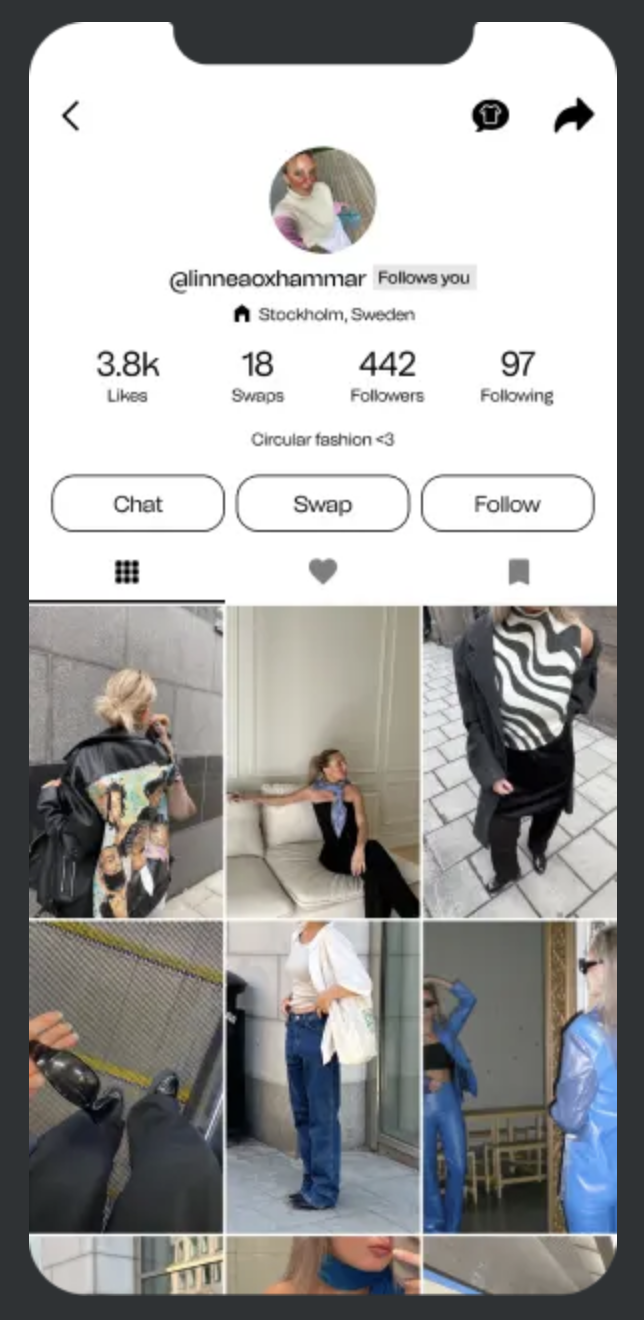 @linneaoxhammar Follows you
Stockholm, Sweden
3.8k 18 442 97
Likes Swaps Followers Following
Circular fashion <3
Chat Swap Follow